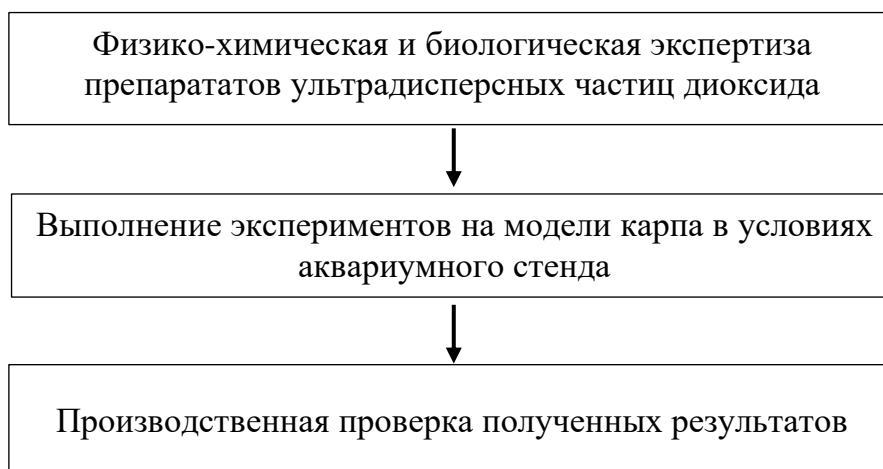 Физико-химическая и биологическая экспертиза
препарататов ультрадисперсных частиц диоксида
Выполнение экспериментов на модели карпа в условиях
аквариумного стенда
Производственная проверка полученных результатов